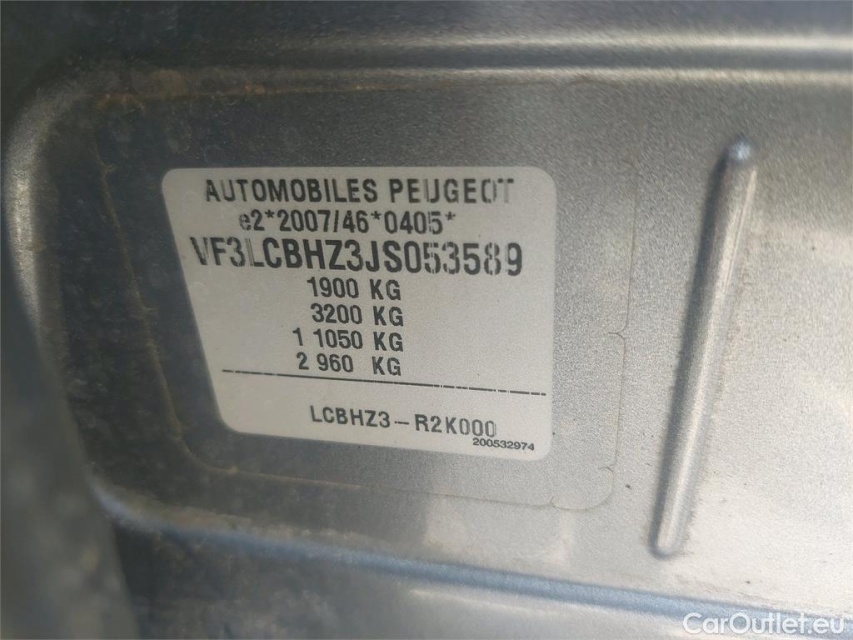 AUTOMOBILES PEUGEOT
e2*2007/46*0405*
VF3LCBHZ3JS053589
1900 KG
3200 KG
1 1050 KG
2 960 KG
LCBHZ3-R2K000
200532974
CarOutlet.eu